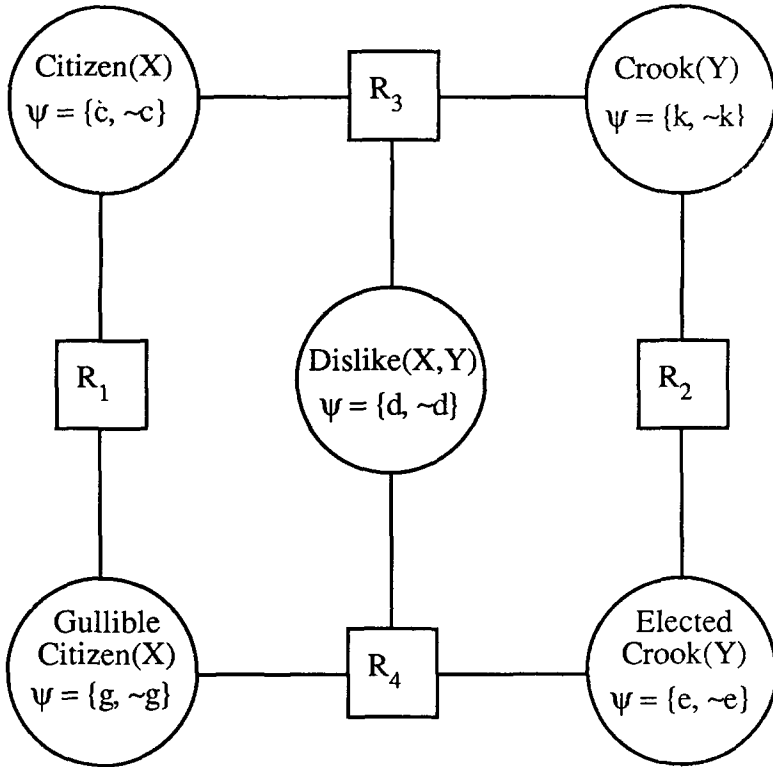 Citizen(X)
ψ = {ċ, ~c}
R3
Crook(Y)
ψ = {k, ~k}
R1
Dislike(X,Y)
ψ = {d, ~d}
R2
Gullible
Citizen(X)
ψ = {g, ~g}
R4
Elected
Crook(Y)
ψ = {e, ~e}